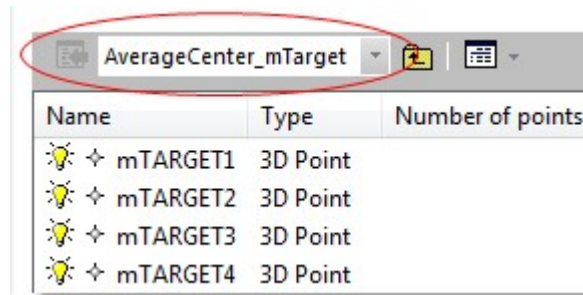 AverageCenter_mTarget
Name Type Number of points
mTARGET1 3D Point
mTARGET2 3D Point
mTARGET3 3D Point
mTARGET4 3D Point